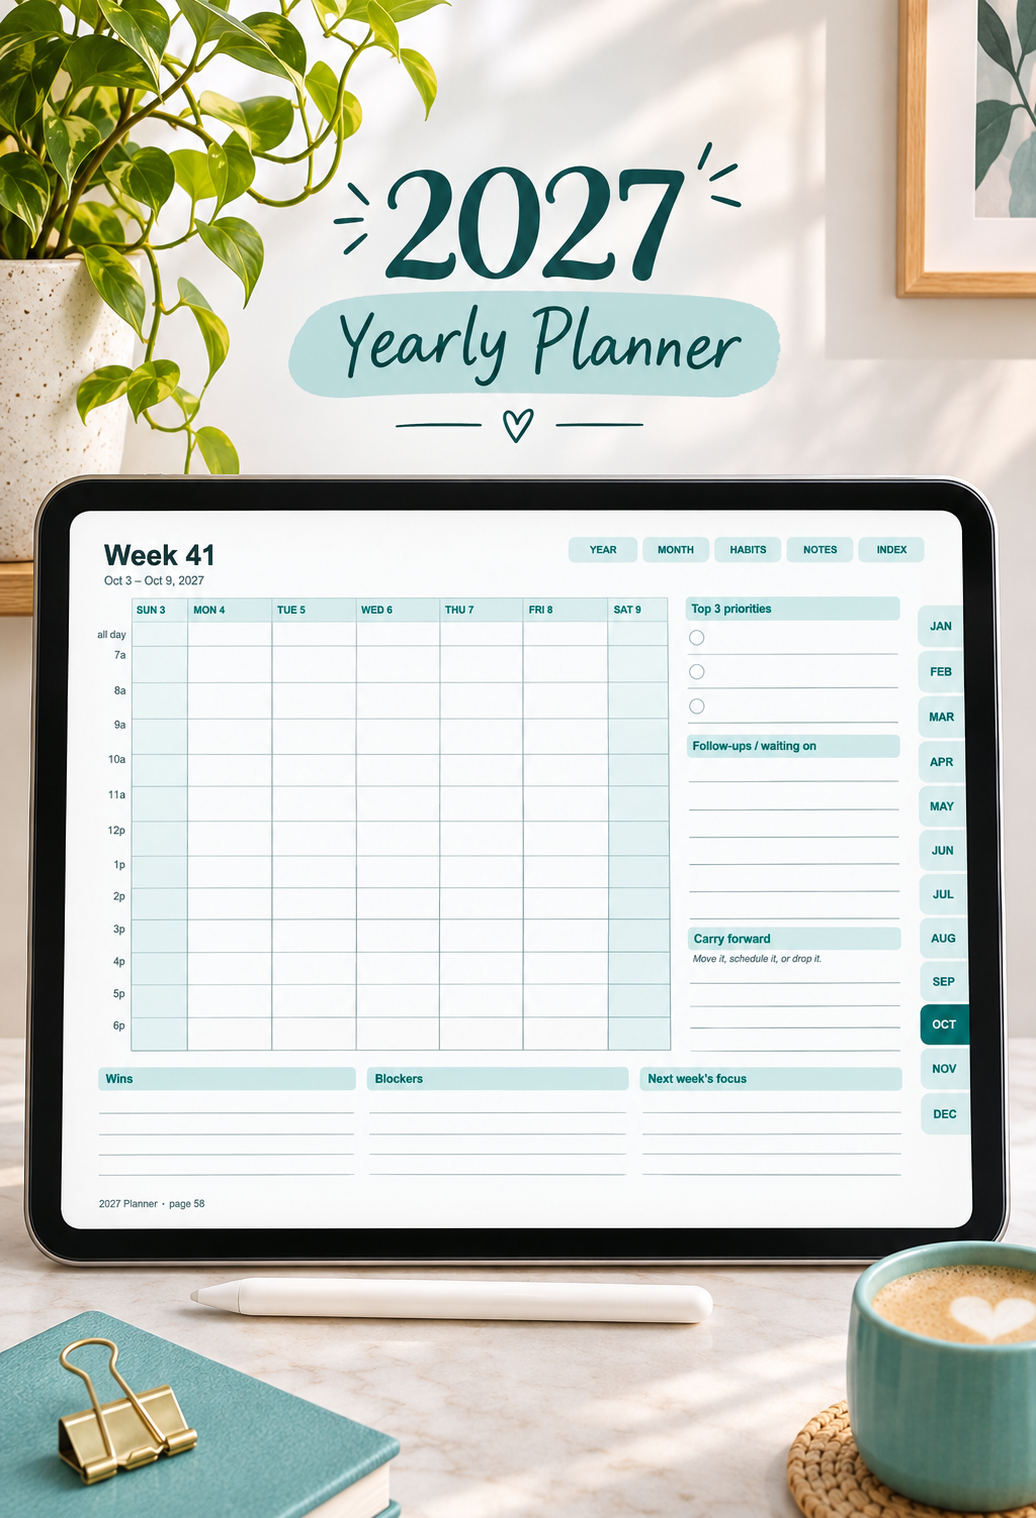 2027
Yearly Planner
Week 41
Oct 3 – Oct 9, 2027
YEAR MONTH HABITS NOTES INDEX
SUN 3 MON 4 TUE 5 WED 6 THU 7 FRI 8 SAT 9
all day
7a
8a
9a
10a
11a
12p
1p
2p
3p
4p
5p
6p
Top 3 priorities
Follow-ups / waiting on
Carry forward
Move it, schedule it, or drop it.
JAN
FEB
MAR
APR
MAY
JUN
JUL
AUG
SEP
OCT
NOV
DEC
Wins
Blockers
Next week's focus
2027 Planner · page 58